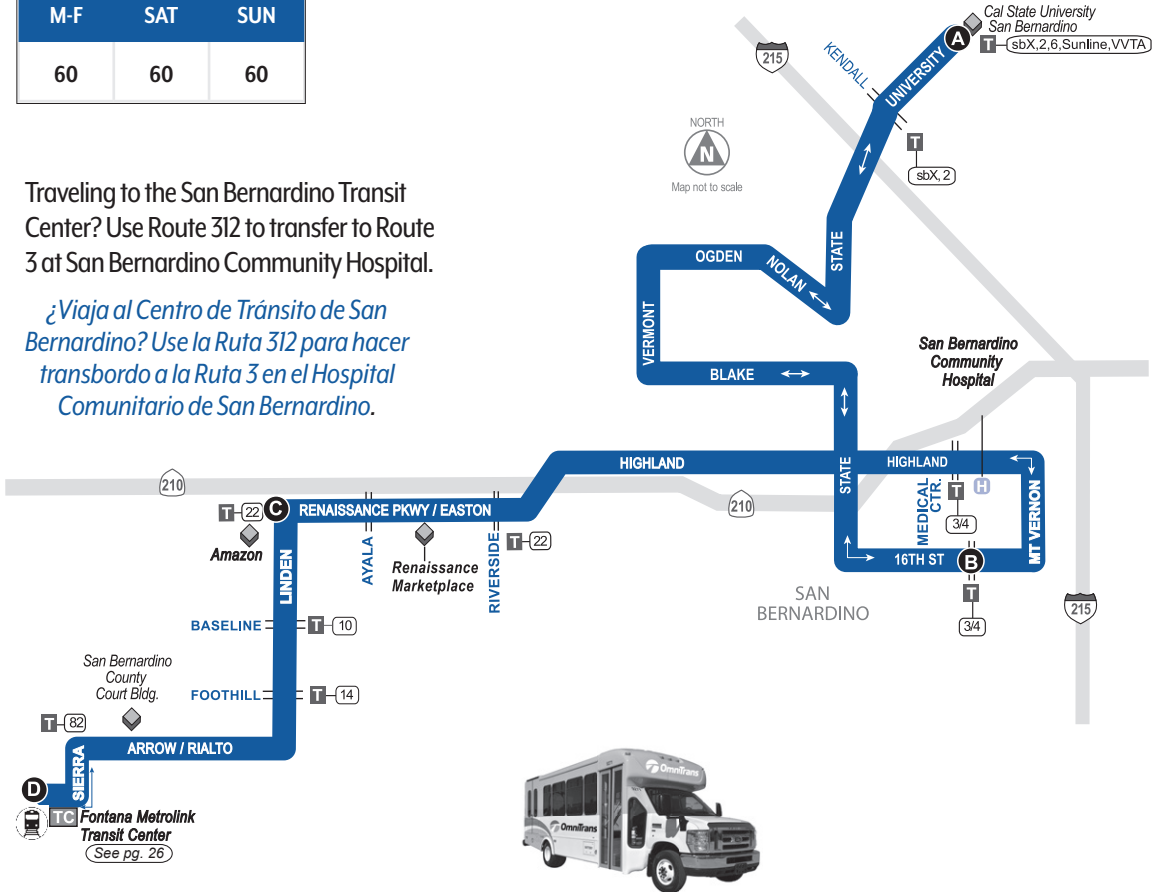 M-F SAT SUN
60 60 60
Traveling to the San Bernardino Transit
Center? Use Route 312 to transfer to Route
3 at San Bernardino Community Hospital.
¿Viaja al Centro de Tránsito de San
Bernardino? Use la Ruta 312 para hacer
transbordo a la Ruta 3 en el Hospital
Comunitario de San Bernardino.
NORTH
N
Map not to scale
215
KENDALL
UNIVERSITY
A
Cal State University
San Bernardino
T sbX,2,6,Sunline,VVTA
T
sbX, 2
STATE
OGDEN
NOLAN
VERMONT
BLAKE
San Bernardino
Community
Hospital
HIGHLAND
HIGHLAND
STATE
MEDICAL
CTR.
T
3/4
H
MT VERNON
210
210
16TH ST
B
T
3/4
SAN
BERNARDINO
215
T 22
C
RENAISSANCE PKWY / EASTON
Amazon
AYALA
Renaissance
Marketplace
RIVERSIDE
T 22
LINDEN
BASELINE
T 10
FOOTHILL
T 14
San Bernardino
County
Court Bldg.
T 82
ARROW / RIALTO
SIERRA
D
TC Fontana Metrolink
Transit Center
See pg. 26
OmniTrans
OmniTrans